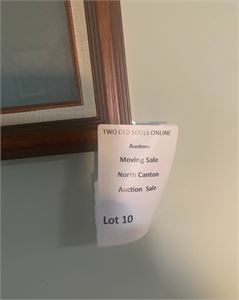 TWO OLD SOULS ONLINE
Auctions
Moving Sale
North Canton
Auction Sale
Lot 10